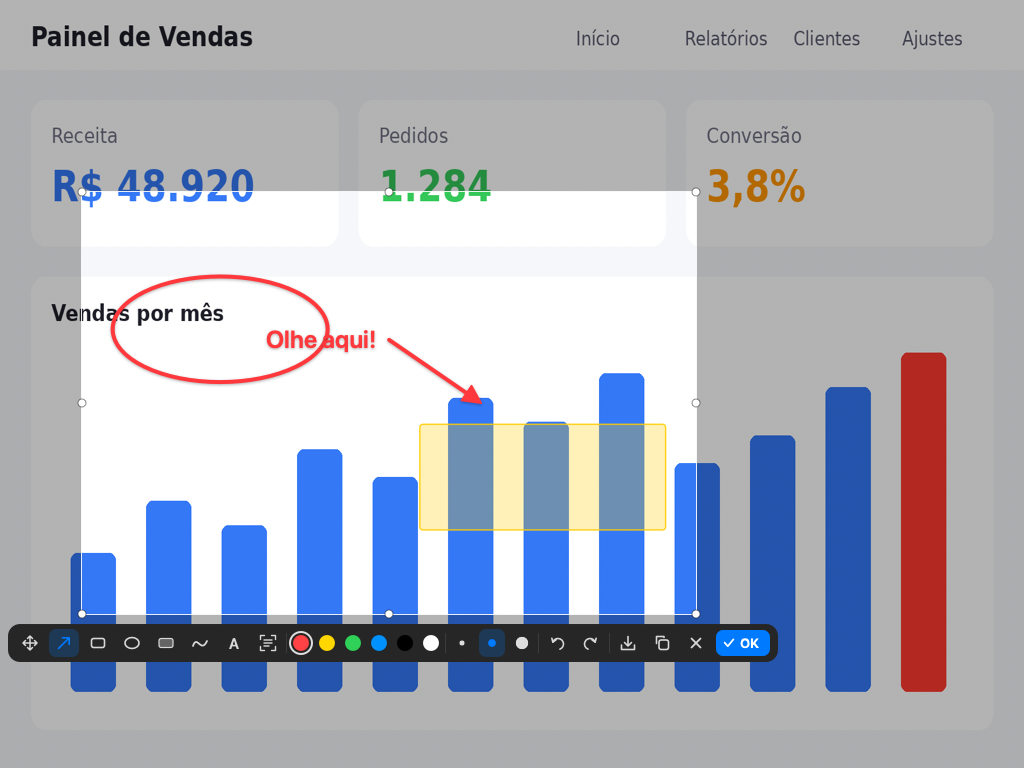 Painel de Vendas
Início Relatórios Clientes Ajustes
Receita Pedidos Conversão
R$ 48.920 1.284 3,8%
Vendas por mês
Olhe aqui!
A
OK